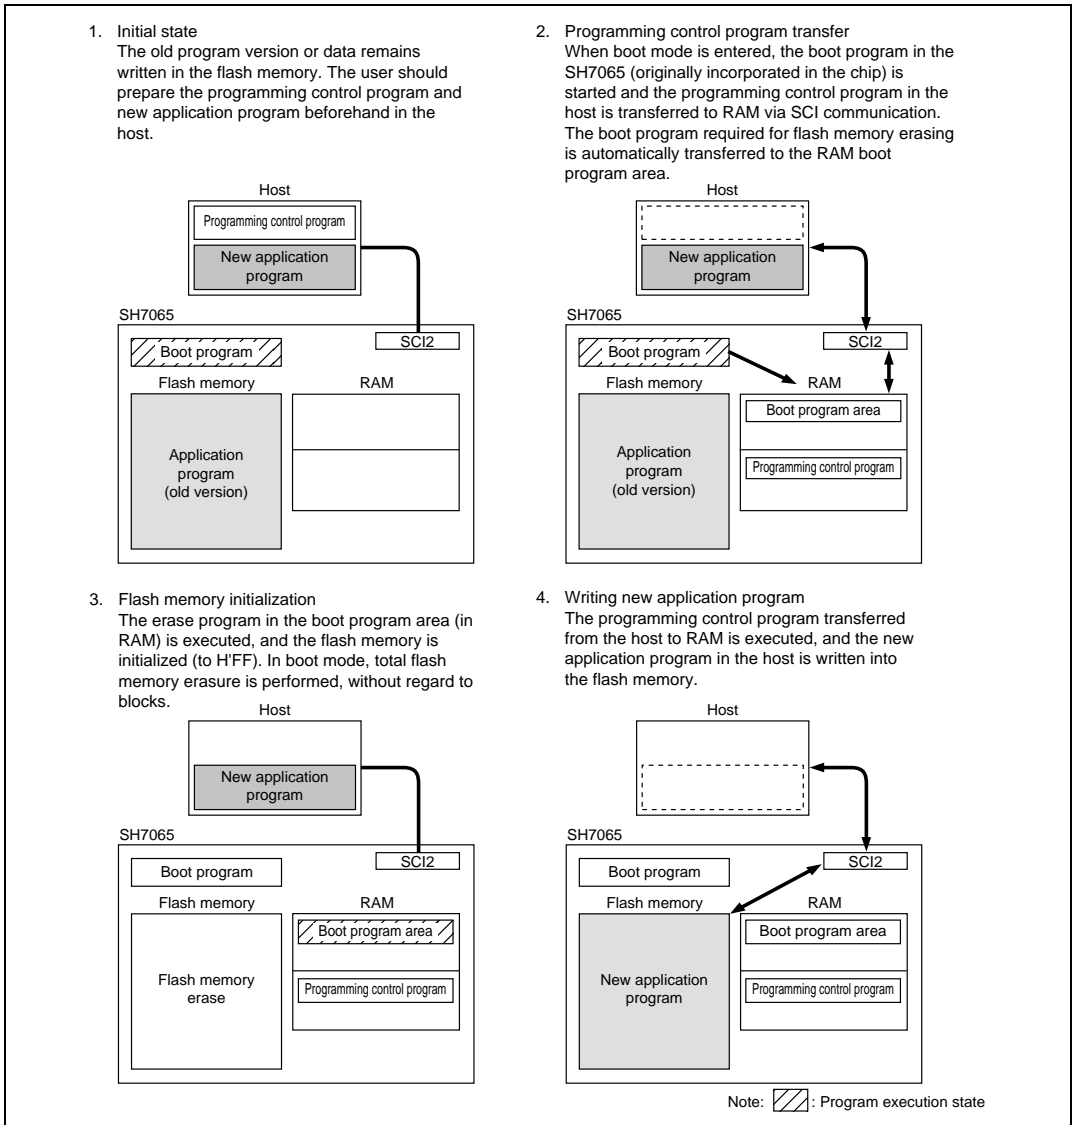 1. Initial state
The old program version or data remains
written in the flash memory. The user should
prepare the programming control program and
new application program beforehand in the
host.
Host
Programming control program
New application
program
SH7065
SCI2
Boot program
Flash memory
RAM
Application
program
(old version)
2. Programming control program transfer
When boot mode is entered, the boot program in the
SH7065 (originally incorporated in the chip) is
started and the programming control program in the
host is transferred to RAM via SCI communication.
The boot program required for flash memory erasing
is automatically transferred to the RAM boot
program area.
Host
New application
program
SH7065
SCI2
Boot program
Flash memory
RAM
Boot program area
Application
program
(old version)
Programming control program
3. Flash memory initialization
The erase program in the boot program area (in
RAM) is executed, and the flash memory is
initialized (to H'FF). In boot mode, total flash
memory erasure is performed, without regard to
blocks.
Host
New application
program
SH7065
SCI2
Boot program
Flash memory
RAM
Boot program area
Flash memory
erase
Programming control program
4. Writing new application program
The programming control program transferred
from the host to RAM is executed, and the new
application program in the host is written into
the flash memory.
Host
SH7065
SCI2
Boot program
Flash memory
RAM
Boot program area
New application
program
Programming control program
Note: : Program execution state